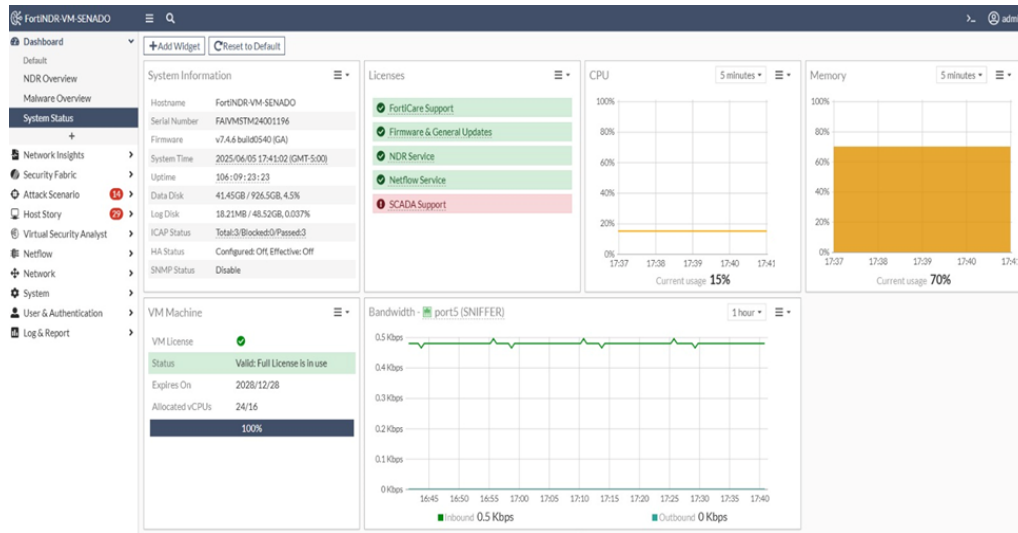 FortiNDR-VM-SENADO
>_ adm
Dashboard
Default
NDR Overview
Malware Overview
System Status
+
Network Insights
Security Fabric
Attack Scenario 14
Host Story 29
Virtual Security Analyst
Netflow
Network
System
User & Authentication
Log & Report
+Add Widget
Reset to Default
System Information
Hostname FortiNDR-VM-SENADO
Serial Number FAIVMSTM24001196
Firmware v7.4.6 build0540 (GA)
System Time 2025/06/05 17:41:02 (GMT-5:00)
Uptime 106:09:23:23
Data Disk 41.45GB / 926.5GB, 4.5%
Log Disk 18.21MB / 48.52GB, 0.037%
ICAP Status Total:3/Blocked:0/Passed:3
HA Status Configured: Off, Effective: Off
SNMP Status Disable
Licenses
FortiCare Support
Firmware & General Updates
NDR Service
Netflow Service
SCADA Support
CPU 5 minutes
100%
80%
60%
40%
20%
0%
17:37 17:38 17:39 17:40 17:41
Current usage 15%
Memory 5 minutes
100%
80%
60%
40%
20%
0%
17:37 17:38 17:39 17:40 17:4
Current usage 70%
VM Machine
VM License
Status Valid: Full License is in use
Expires On 2028/12/28
Allocated vCPUs 24/16
100%
Bandwidth - port5 (SNIFFER) 1 hour
0.5 Kbps
0.4 Kbps
0.3 Kbps
0.2 Kbps
0.1 Kbps
0 Kbps
16:45 16:50 16:55 17:00 17:05 17:10 17:15 17:20 17:25 17:30 17:35 17:40
Inbound 0.5 Kbps
Outbound 0 Kbps